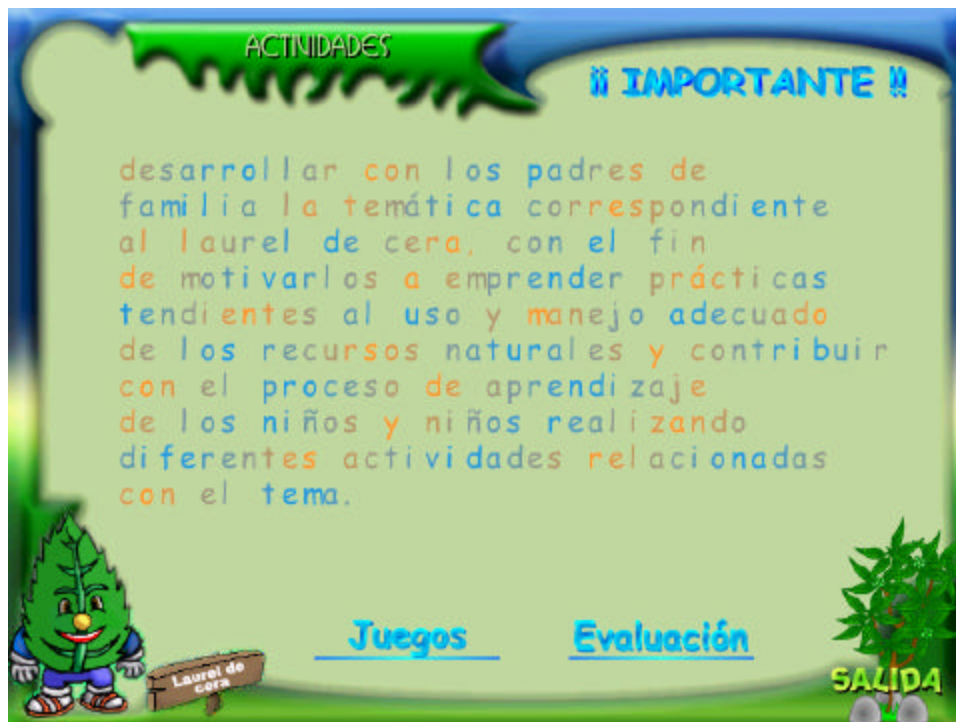 ACTIVIDADES
¡¡ IMPORTANTE !!
desarrollar con los padres de
familia la temática correspondiente
al laurel de cera, con el fin
de motivarlos a emprender prácticas
tendientes al uso y manejo adecuado
de los recursos naturales y contribuir
con el proceso de aprendizaje
de los niños y niños realizando
diferentes actividades relacionadas
con el tema.
Juegos
Evaluación
Laurel de
cera
SALIDA